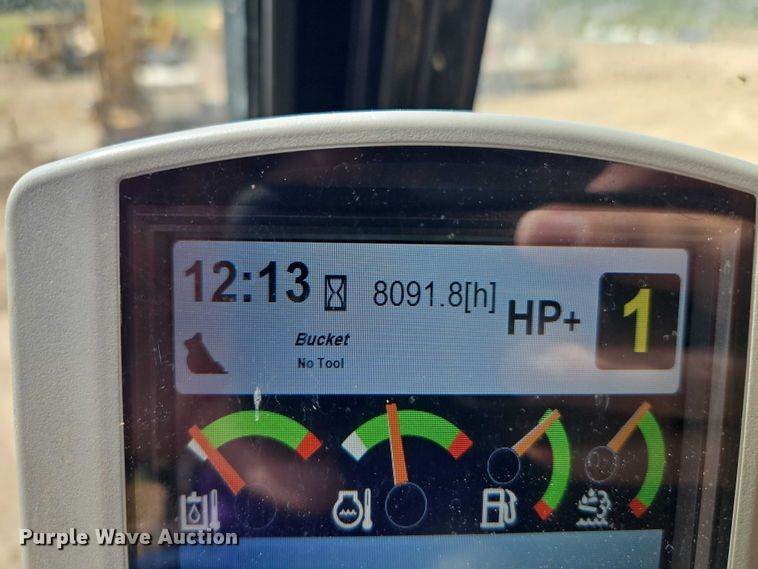 12:13 8091.8[h] HP+ 1
Bucket
No Tool
Purple Wave Auction